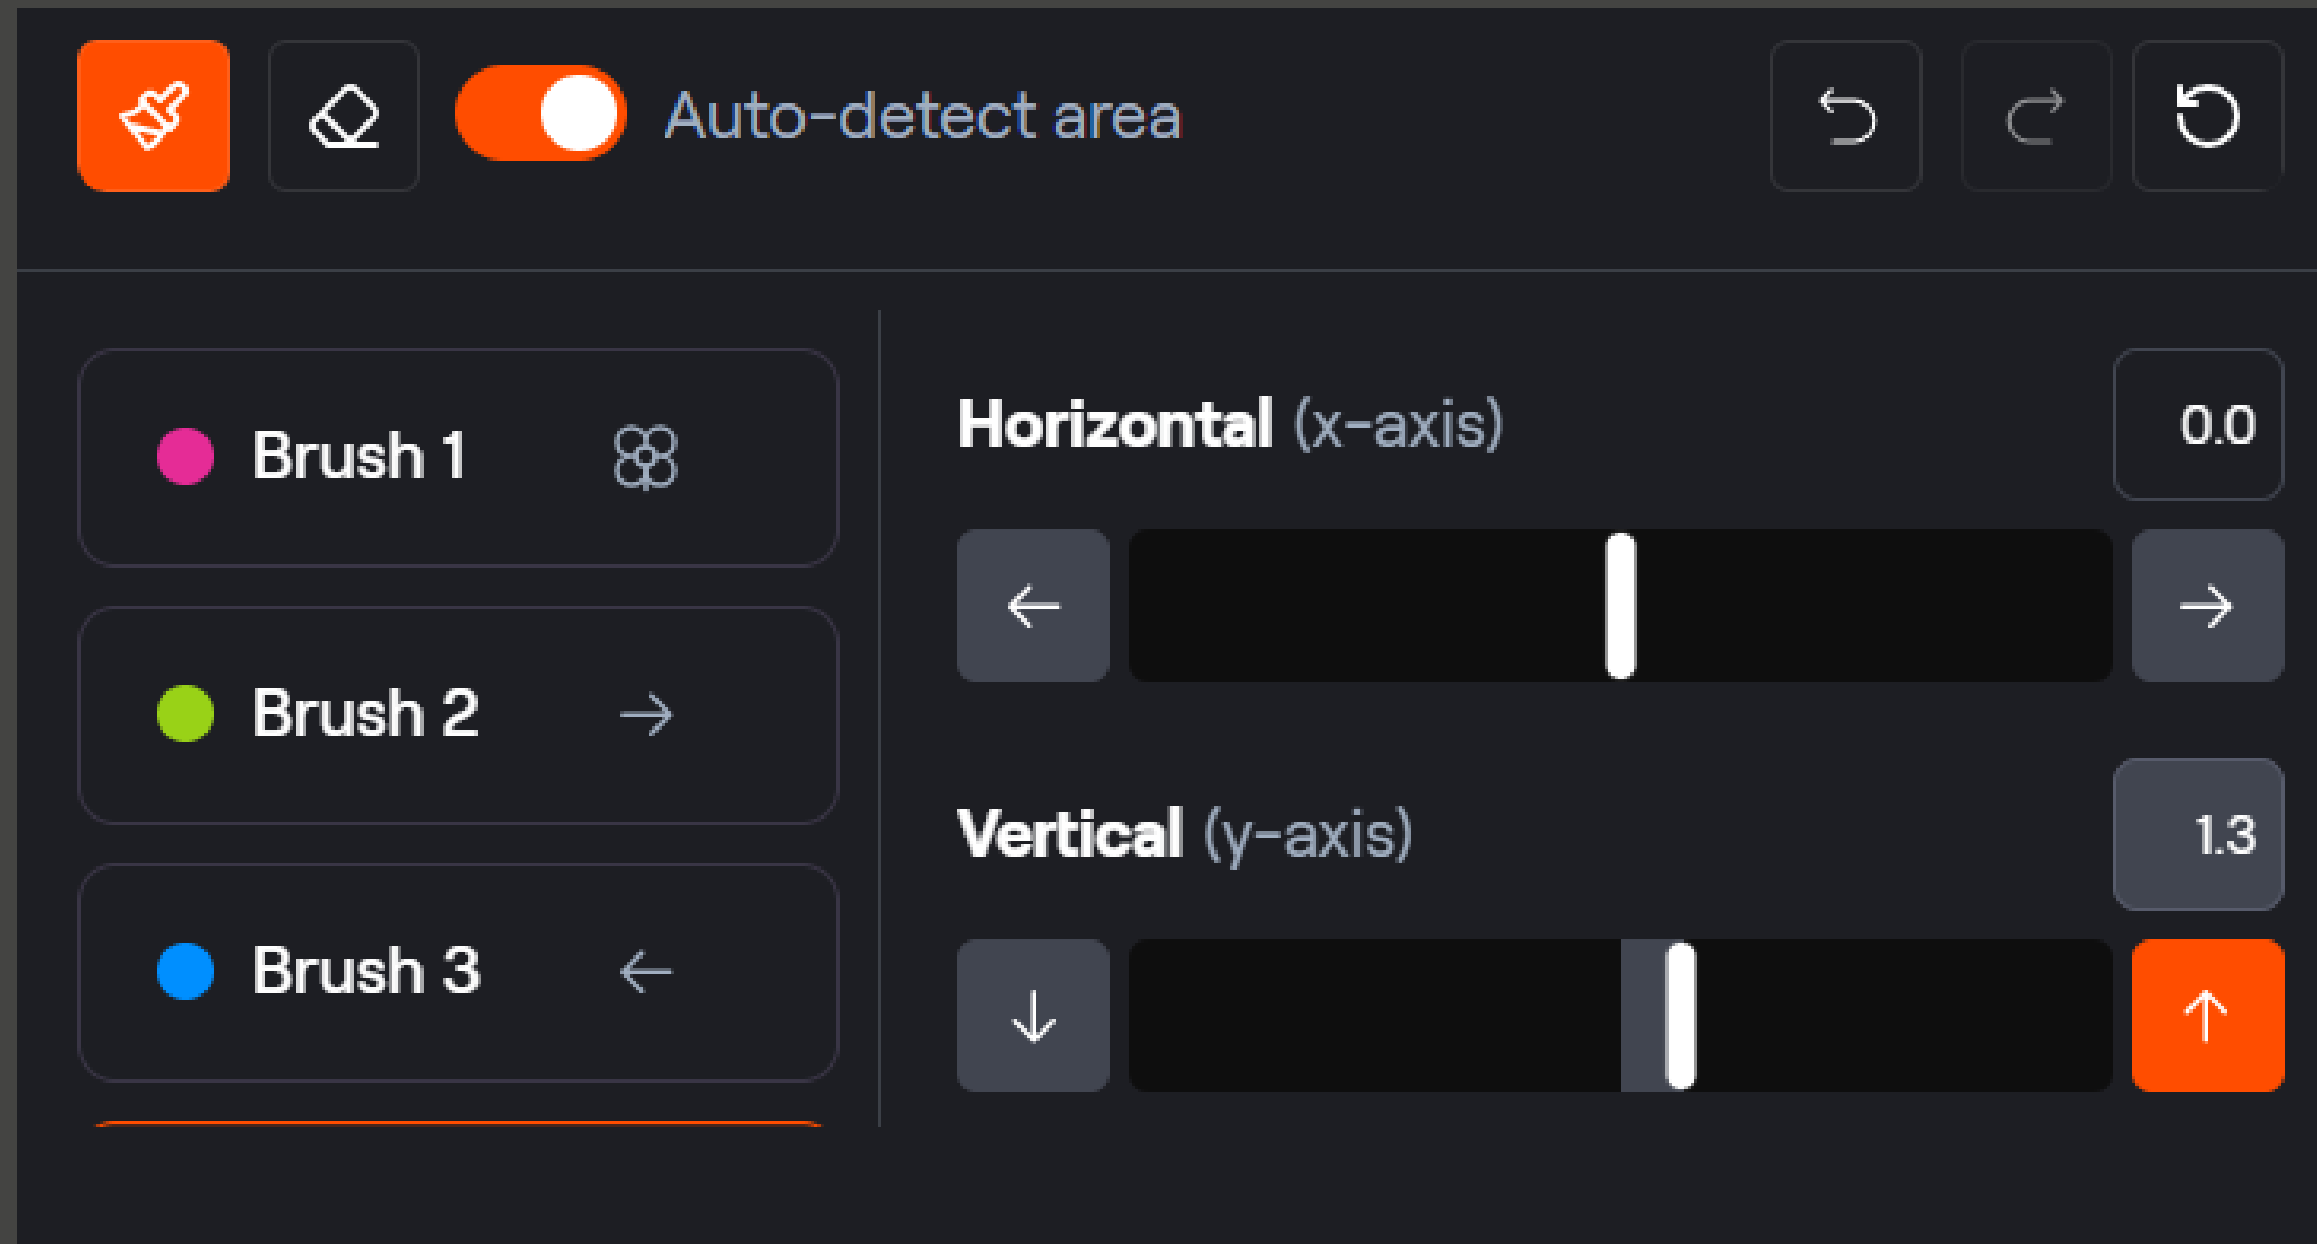 Auto-detect area
Brush 1
Brush 2
Brush 3
Horizontal (x-axis)
0.0
Vertical (y-axis)
1.3